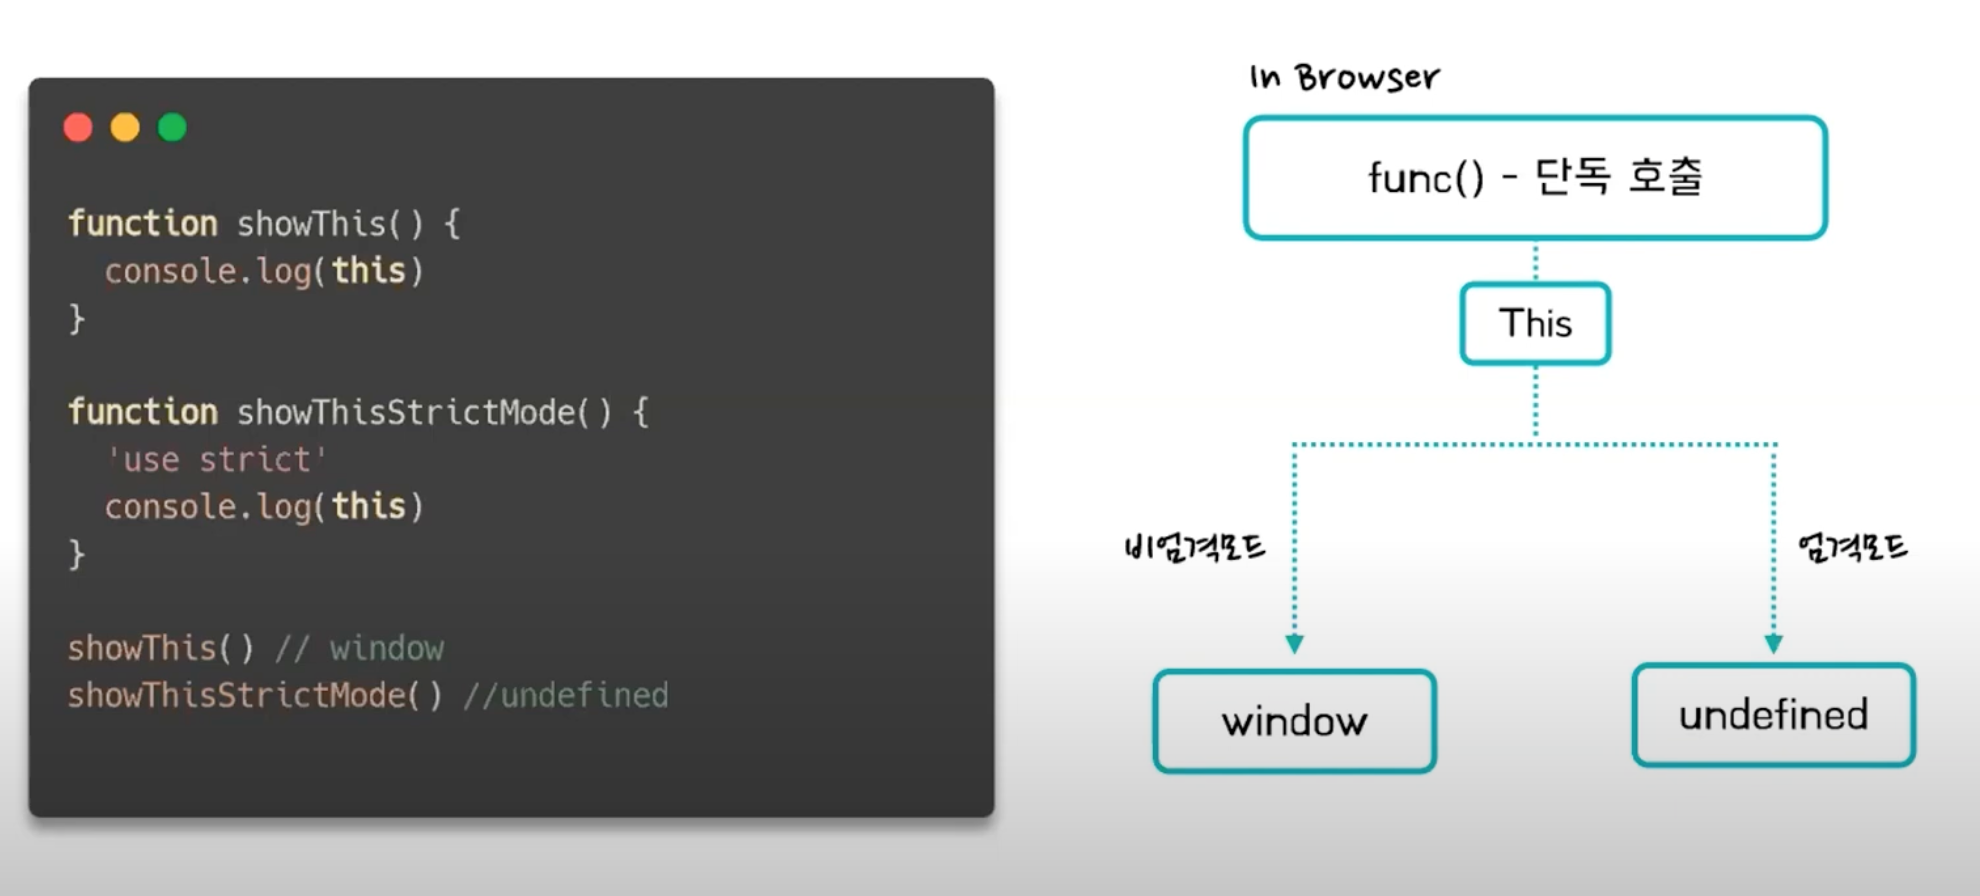 function showThis() {
  console.log(this)
}
function showThisStrictMode() {
  'use strict'
  console.log(this)
}
showThis() // window
showThisStrictMode() //undefined
In Browser
func() - 단독 호출
This
비엄격모드
엄격모드
window
undefined